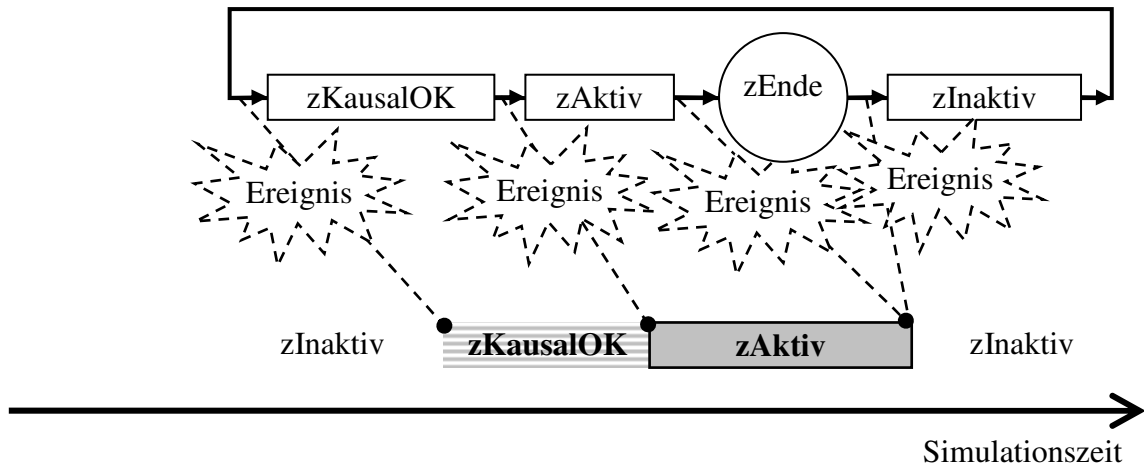 zKausalOK zAktiv zEnde zInaktiv
Ereignis Ereignis Ereignis Ereignis
zInaktiv zKausalOK zAktiv zInaktiv
Simulationszeit